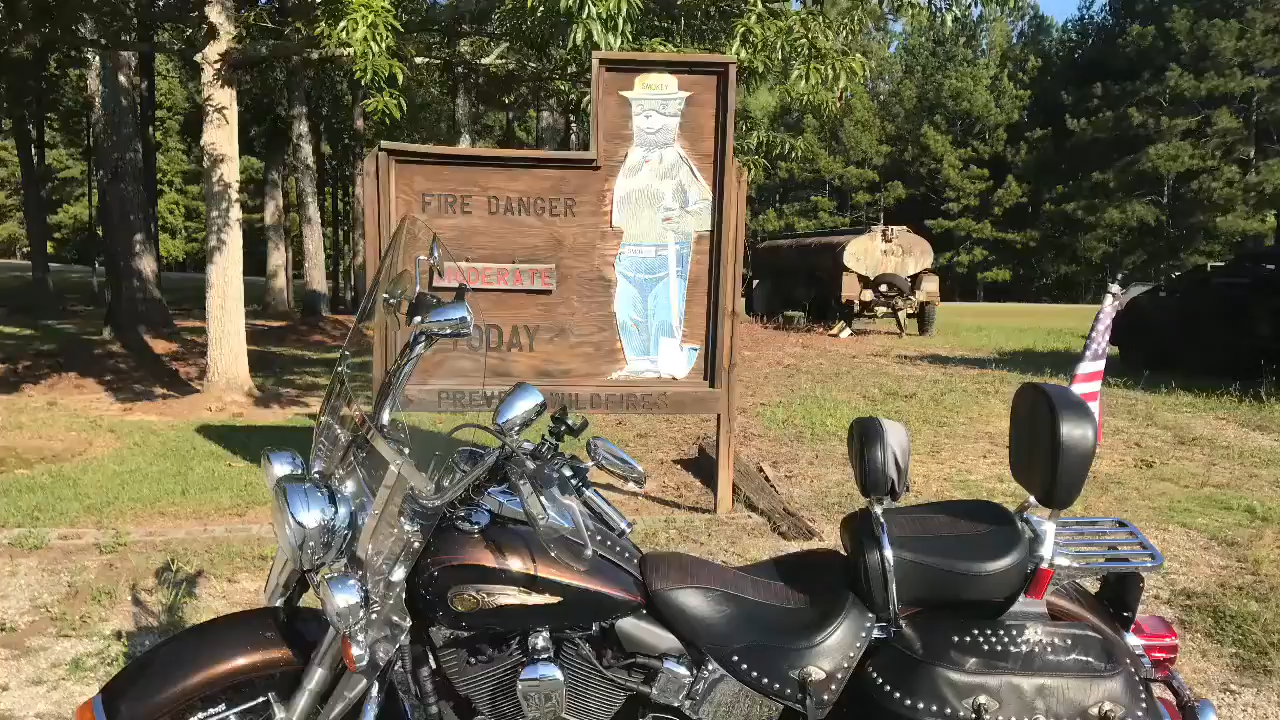 SMOKEY
FIRE DANGER
MODERATE
TODAY
PREVENT WILDFIRES